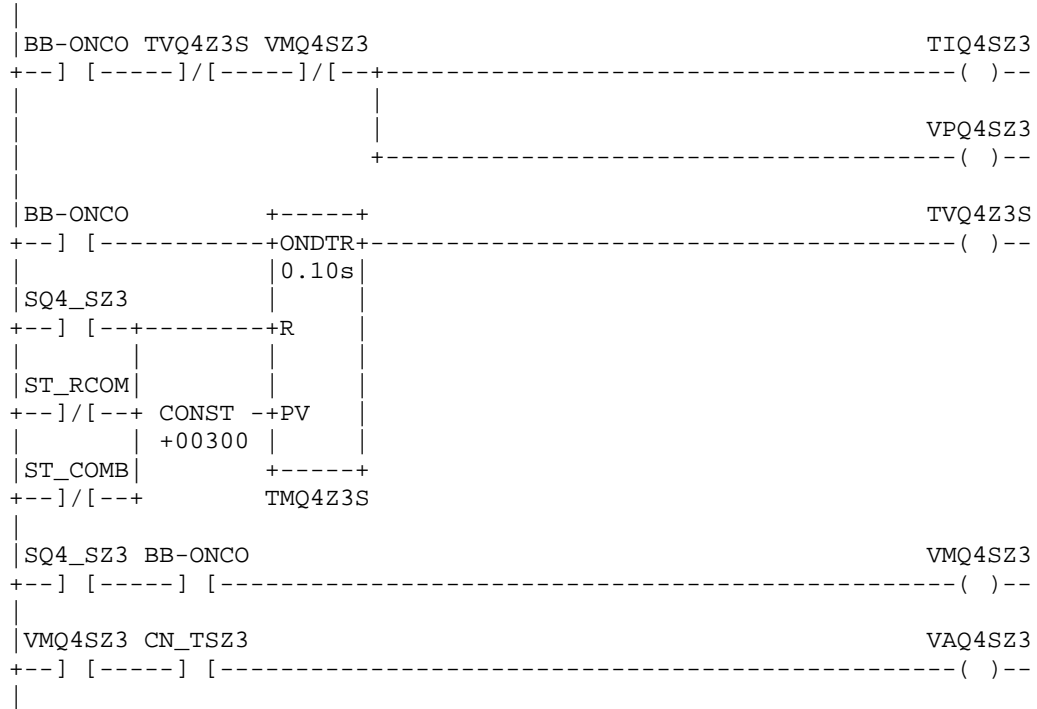 |
|BB-ONCO TVQ4Z3S VMQ4SZ3                                     TIQ4SZ3
+--] [-----]/[-----]/[--+--------------------------------------( )--
|                       |
|                       |                                    VPQ4SZ3
|                       +--------------------------------------( )--
|
|BB-ONCO         +-----+                                     TVQ4Z3S
+--] [-----------+ONDTR+---------------------------------------( )--
|                |0.10s|
|SQ4_SZ3         |     |
+--] [--+--------+R    |
|       |        |     |
|ST_RCOM|        |     |
+--]/[--+ CONST -+PV   |
|       | +00300 |     |
|ST_COMB|        +-----+
+--]/[--+        TMQ4Z3S
|
|SQ4_SZ3 BB-ONCO                                             VMQ4SZ3
+--] [-----] [-------------------------------------------------( )--
|
|VMQ4SZ3 CN_TSZ3                                             VAQ4SZ3
+--] [-----] [-------------------------------------------------( )--
|